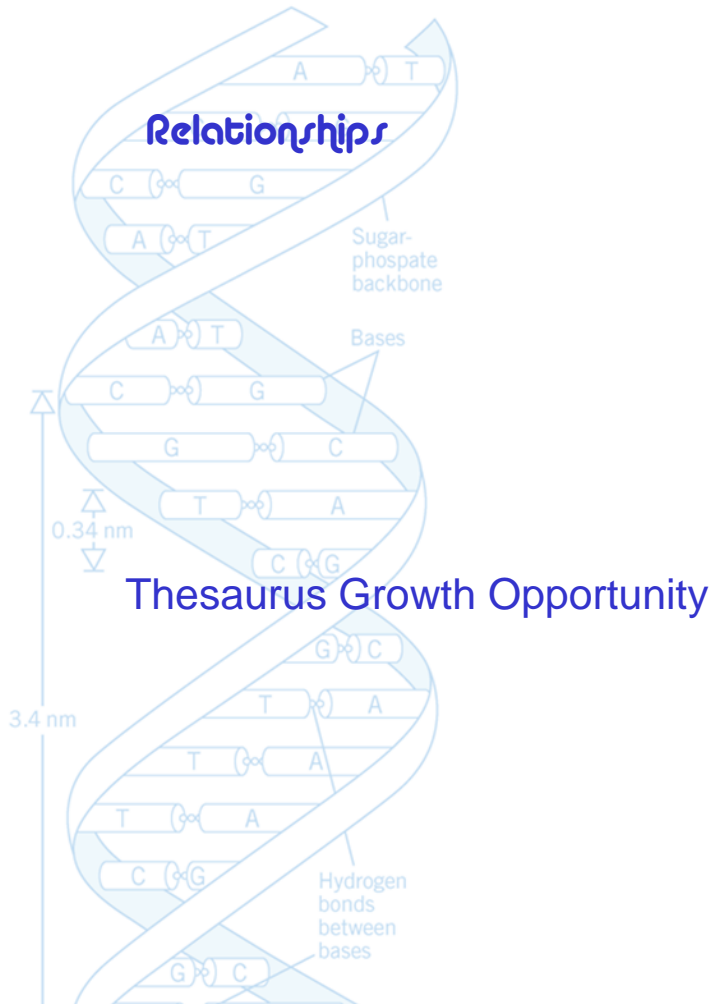 A T
Relationships
C G
A T
Sugar-
phospate
backbone
A T
Bases
C G
G C
T A
0.34 nm
C G
Thesaurus Growth Opportunity
G C
T A
3.4 nm
T A
T A
C G
Hydrogen
bonds
between
bases
G C